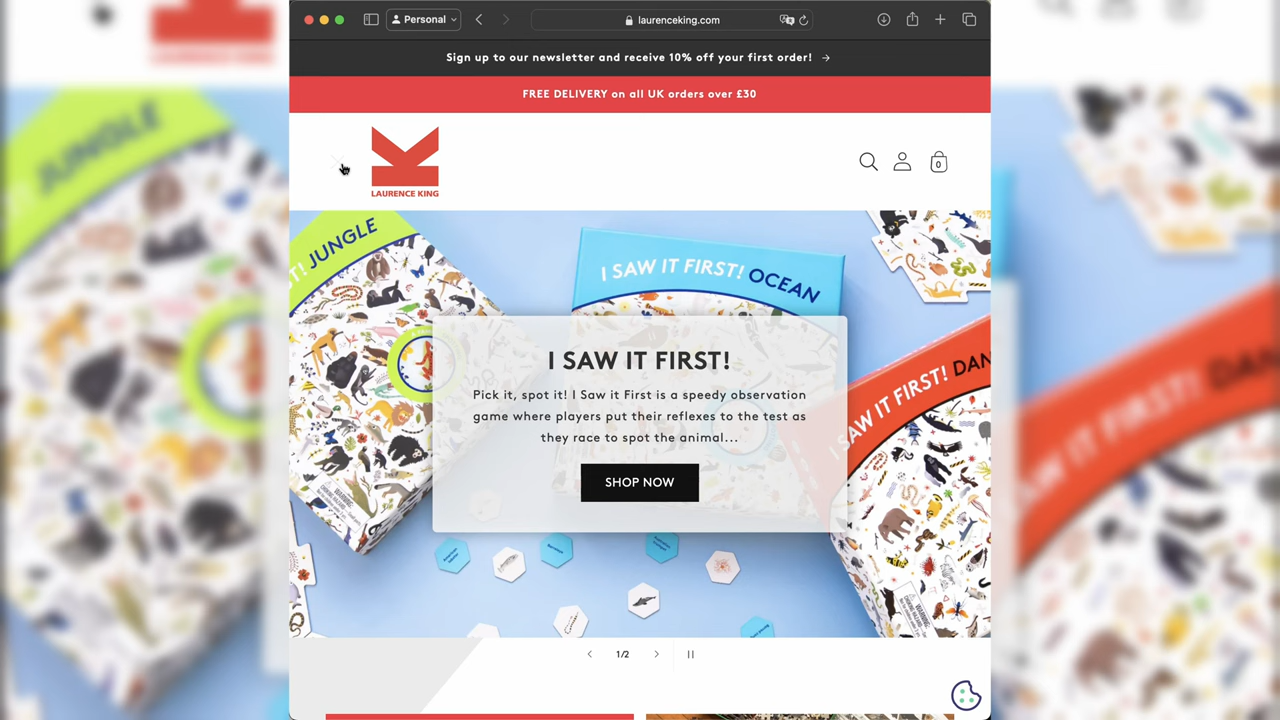 Personal
laurenceking.com
Sign up to our newsletter and receive 10% off your first order! →
FREE DELIVERY on all UK orders over £30
LAURENCE KING
0
T! JUNGLE
I SAW IT FIRST! OCEAN
I SAW IT FIRST! DAN
I SAW IT FIRST!
Pick it, spot it! I Saw it First is a speedy observation
game where players put their reflexes to the test as
they race to spot the animal...
SHOP NOW
1/2